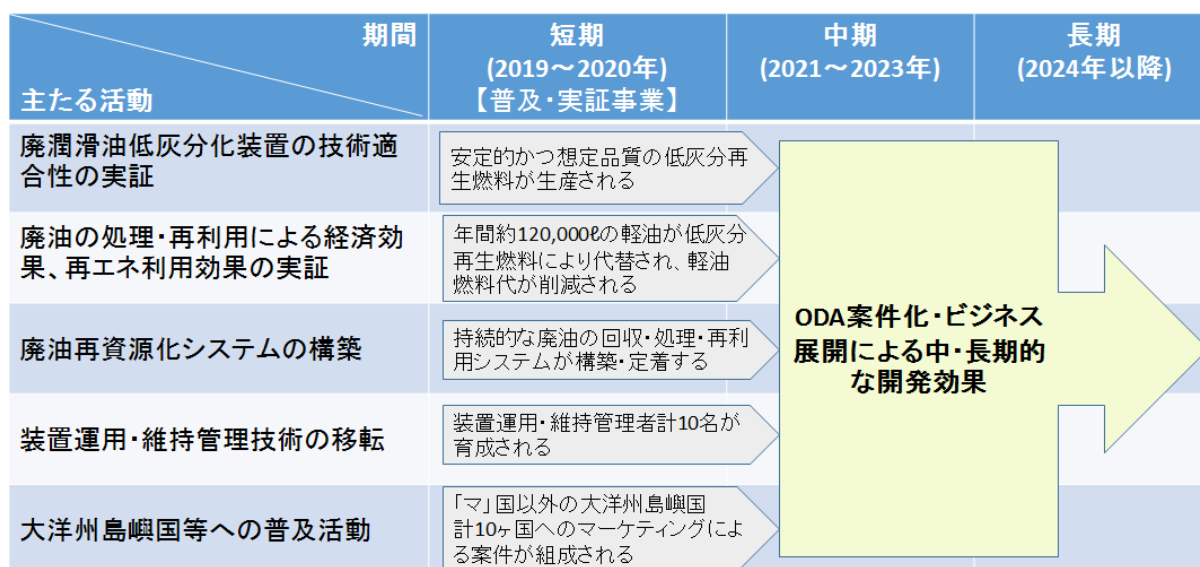 期間
主たる活動
短期
(2019～2020年)
【普及・実証事業】
中期
(2021～2023年)
長期
(2024年以降)
廃潤滑油低灰分化装置の技術適
合性の実証
安定的かつ想定品質の低灰分再
生燃料が生産される
廃油の処理・再利用による経済効
果、再エネ利用効果の実証
年間約120,000ℓの軽油が低灰分
再生燃料により代替され、軽油
燃料代が削減される
廃油再資源化システムの構築
持続的な廃油の回収・処理・再利
用システムが構築・定着する
装置運用・維持管理技術の移転
装置運用・維持管理者計10名が
育成される
大洋州島嶼国等への普及活動
「マ」国以外の大洋州島嶼国
計10ヶ国へのマーケティングによ
る案件が組成される
ODA案件化・ビジネス
展開による中・長期的
な開発効果